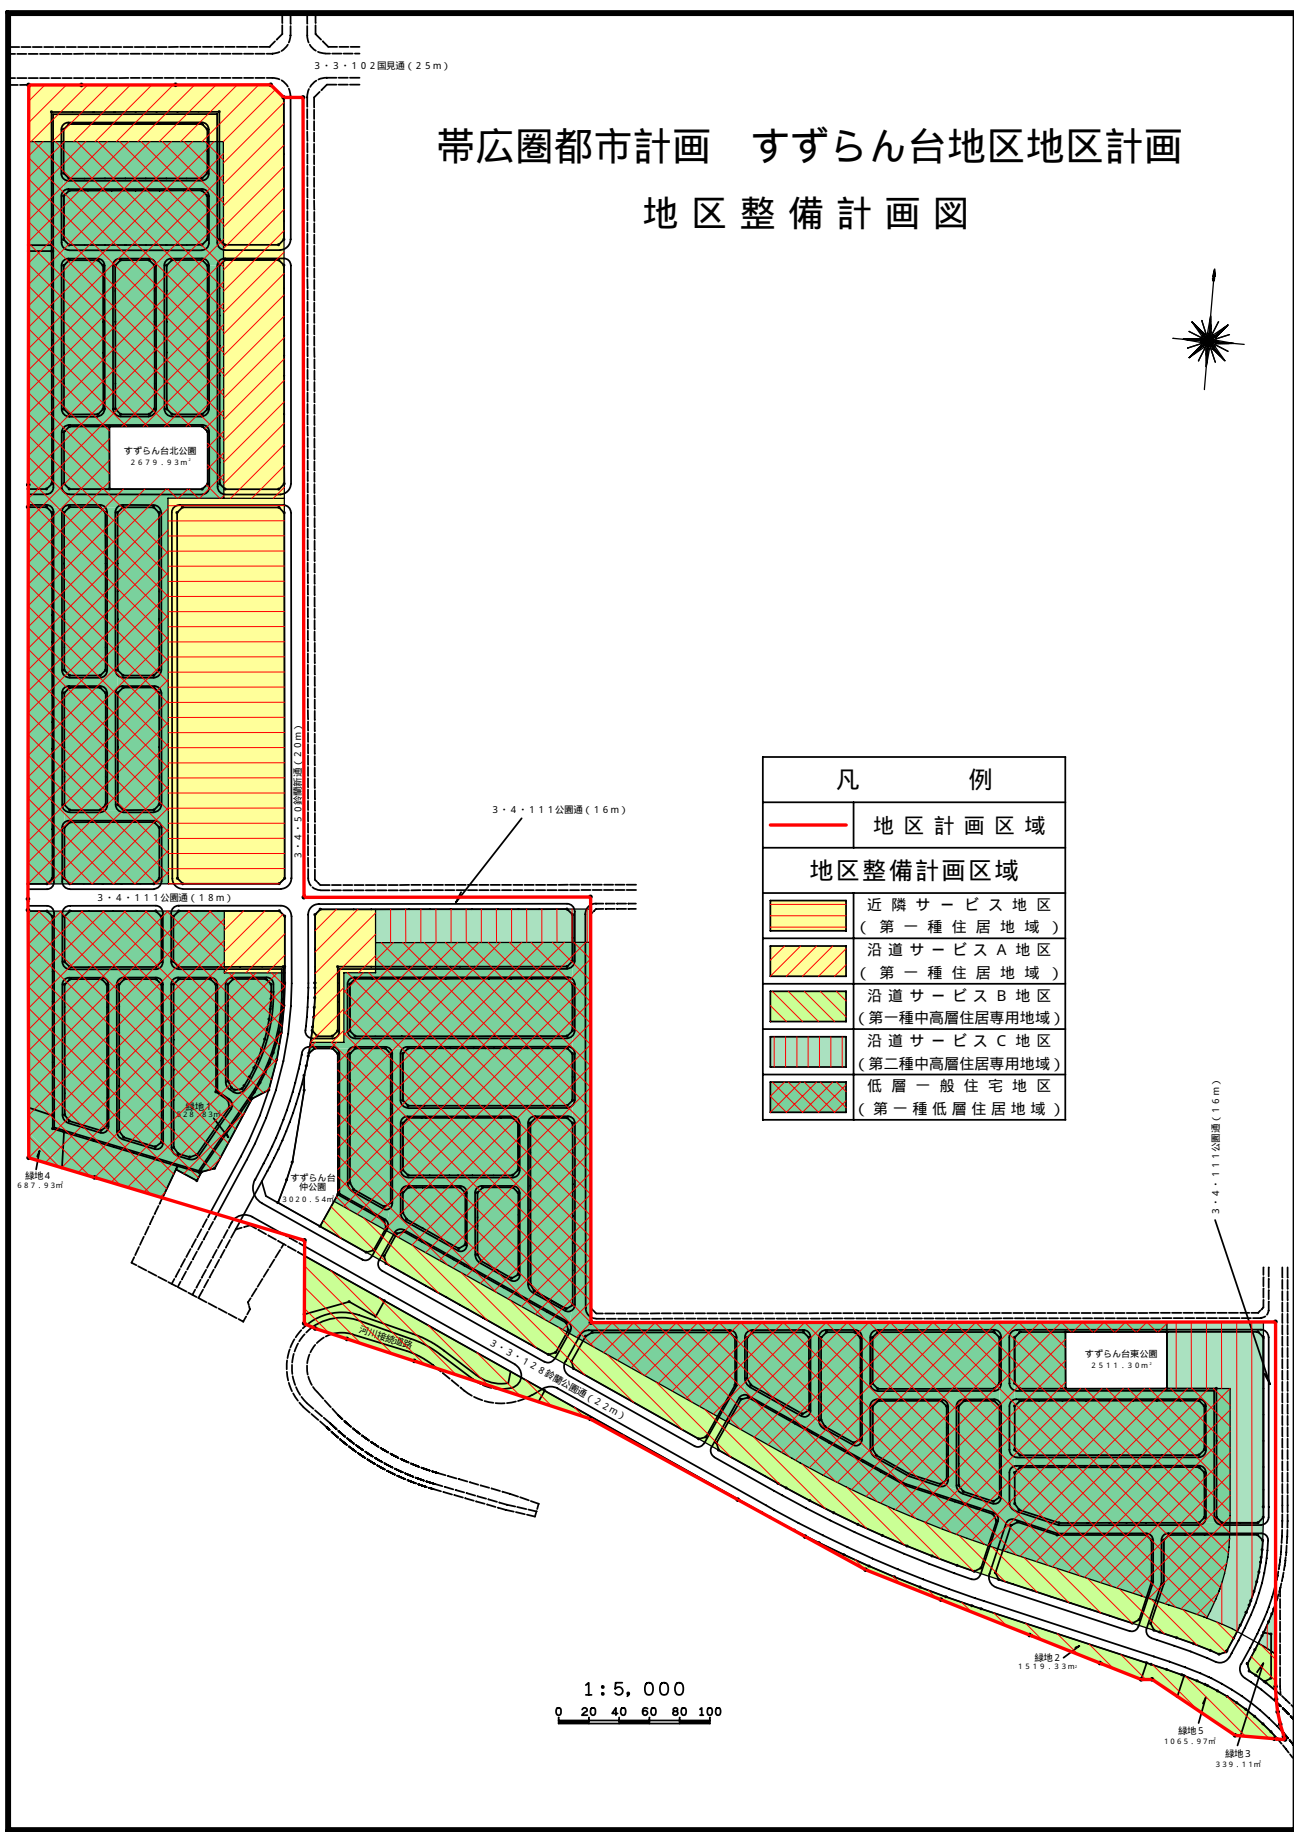 3・3・102国見通(25m)
帯広圏都市計画　すずらん台地区地区計画
地区整備計画図
すずらん台北公園
2679.93㎡
3・4・50鈴蘭新通(20m)
3・4・111公園通(16m)
3・4・111公園通(18m)
凡例
地区計画区域
地区整備計画区域
近隣サービス地区
(第一種住居地域)
沿道サービスA地区
(第一種住居地域)
沿道サービスB地区
(第一種中高層住居専用地域)
沿道サービスC地区
(第二種中高層住居専用地域)
低層一般住宅地区
(第一種低層住居地域)
3・4・111公園通(16m)
緑地1
緑地4
687.93㎡
すずらん台
仲公園
3020.54㎡
河川接続道路
3・3・128鈴蘭公園通(22m)
すずらん台東公園
2511.30㎡
緑地2
1519.33㎡
緑地5
1065.97㎡
緑地3
339.11㎡
1:5,000
0 20 40 60 80 100